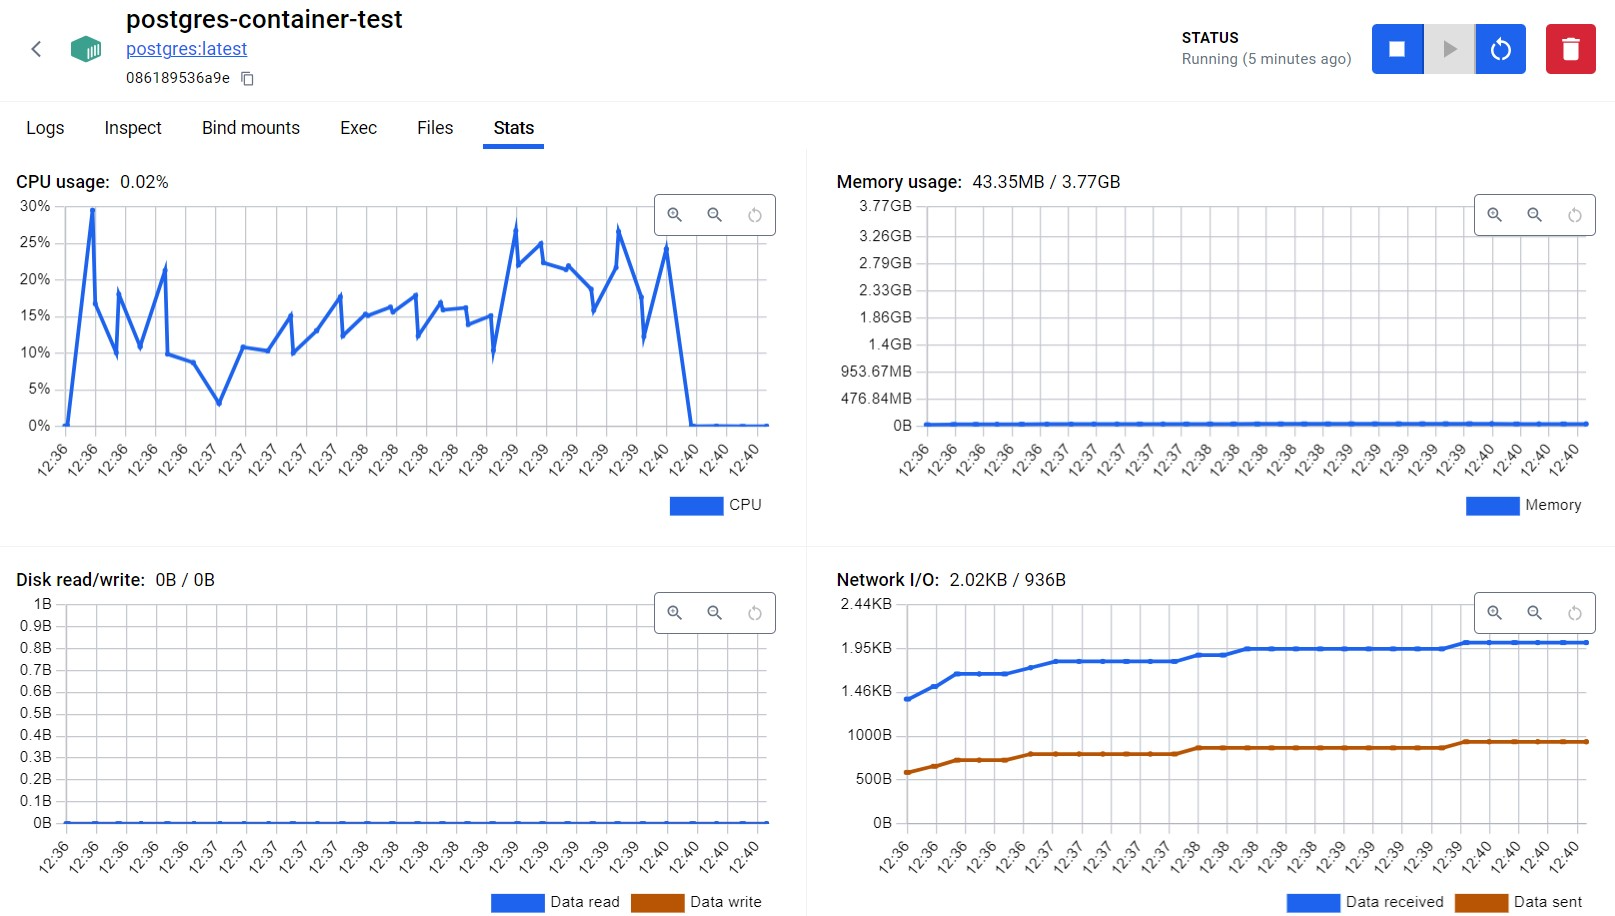 postgres-container-test
postgres:latest
086189536a9e
STATUS
Running (5 minutes ago)
Logs Inspect Bind mounts Exec Files Stats
CPU usage: 0.02%
30%
25%
20%
15%
10%
5%
0%
12:36 12:36 12:36 12:36 12:37 12:37 12:37 12:37 12:37 12:37 12:38 12:38 12:38 12:38 12:38 12:39 12:39 12:39 12:39 12:39 12:40 12:40 12:40 12:40
CPU
Memory usage: 43.35MB / 3.77GB
3.77GB
3.26GB
2.79GB
2.33GB
1.86GB
1.4GB
953.67MB
476.84MB
0B
12:36 12:36 12:36 12:36 12:36 12:37 12:37 12:37 12:37 12:37 12:38 12:38 12:38 12:38 12:38 12:39 12:39 12:39 12:39 12:39 12:40 12:40 12:40 12:40
Memory
Disk read/write: 0B / 0B
1B
0.9B
0.8B
0.7B
0.6B
0.5B
0.4B
0.3B
0.2B
0.1B
0B
12:36 12:36 12:36 12:36 12:37 12:37 12:37 12:37 12:37 12:37 12:38 12:38 12:38 12:38 12:38 12:39 12:39 12:39 12:39 12:39 12:40 12:40 12:40 12:40
Data read Data write
Network I/O: 2.02KB / 936B
2.44KB
1.95KB
1.46KB
1000B
500B
0B
12:36 12:36 12:36 12:36 12:36 12:37 12:37 12:37 12:37 12:37 12:38 12:38 12:38 12:38 12:38 12:39 12:39 12:39 12:39 12:39 12:40 12:40 12:40 12:40
Data received Data sent